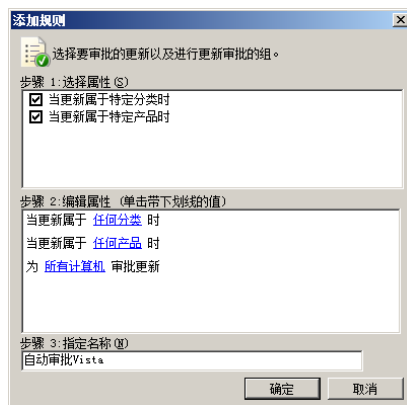 添加规则
选择要审批的更新以及进行更新审批的组。
步骤 1:选择属性(S)
当更新属于特定分类时
当更新属于特定产品时
步骤 2:编辑属性 (单击带下划线的值)
当更新属于 任何分类 时
当更新属于 任何产品 时
为 所有计算机 审批更新
步骤 3:指定名称(N)
自动审批Vista
确定 取消